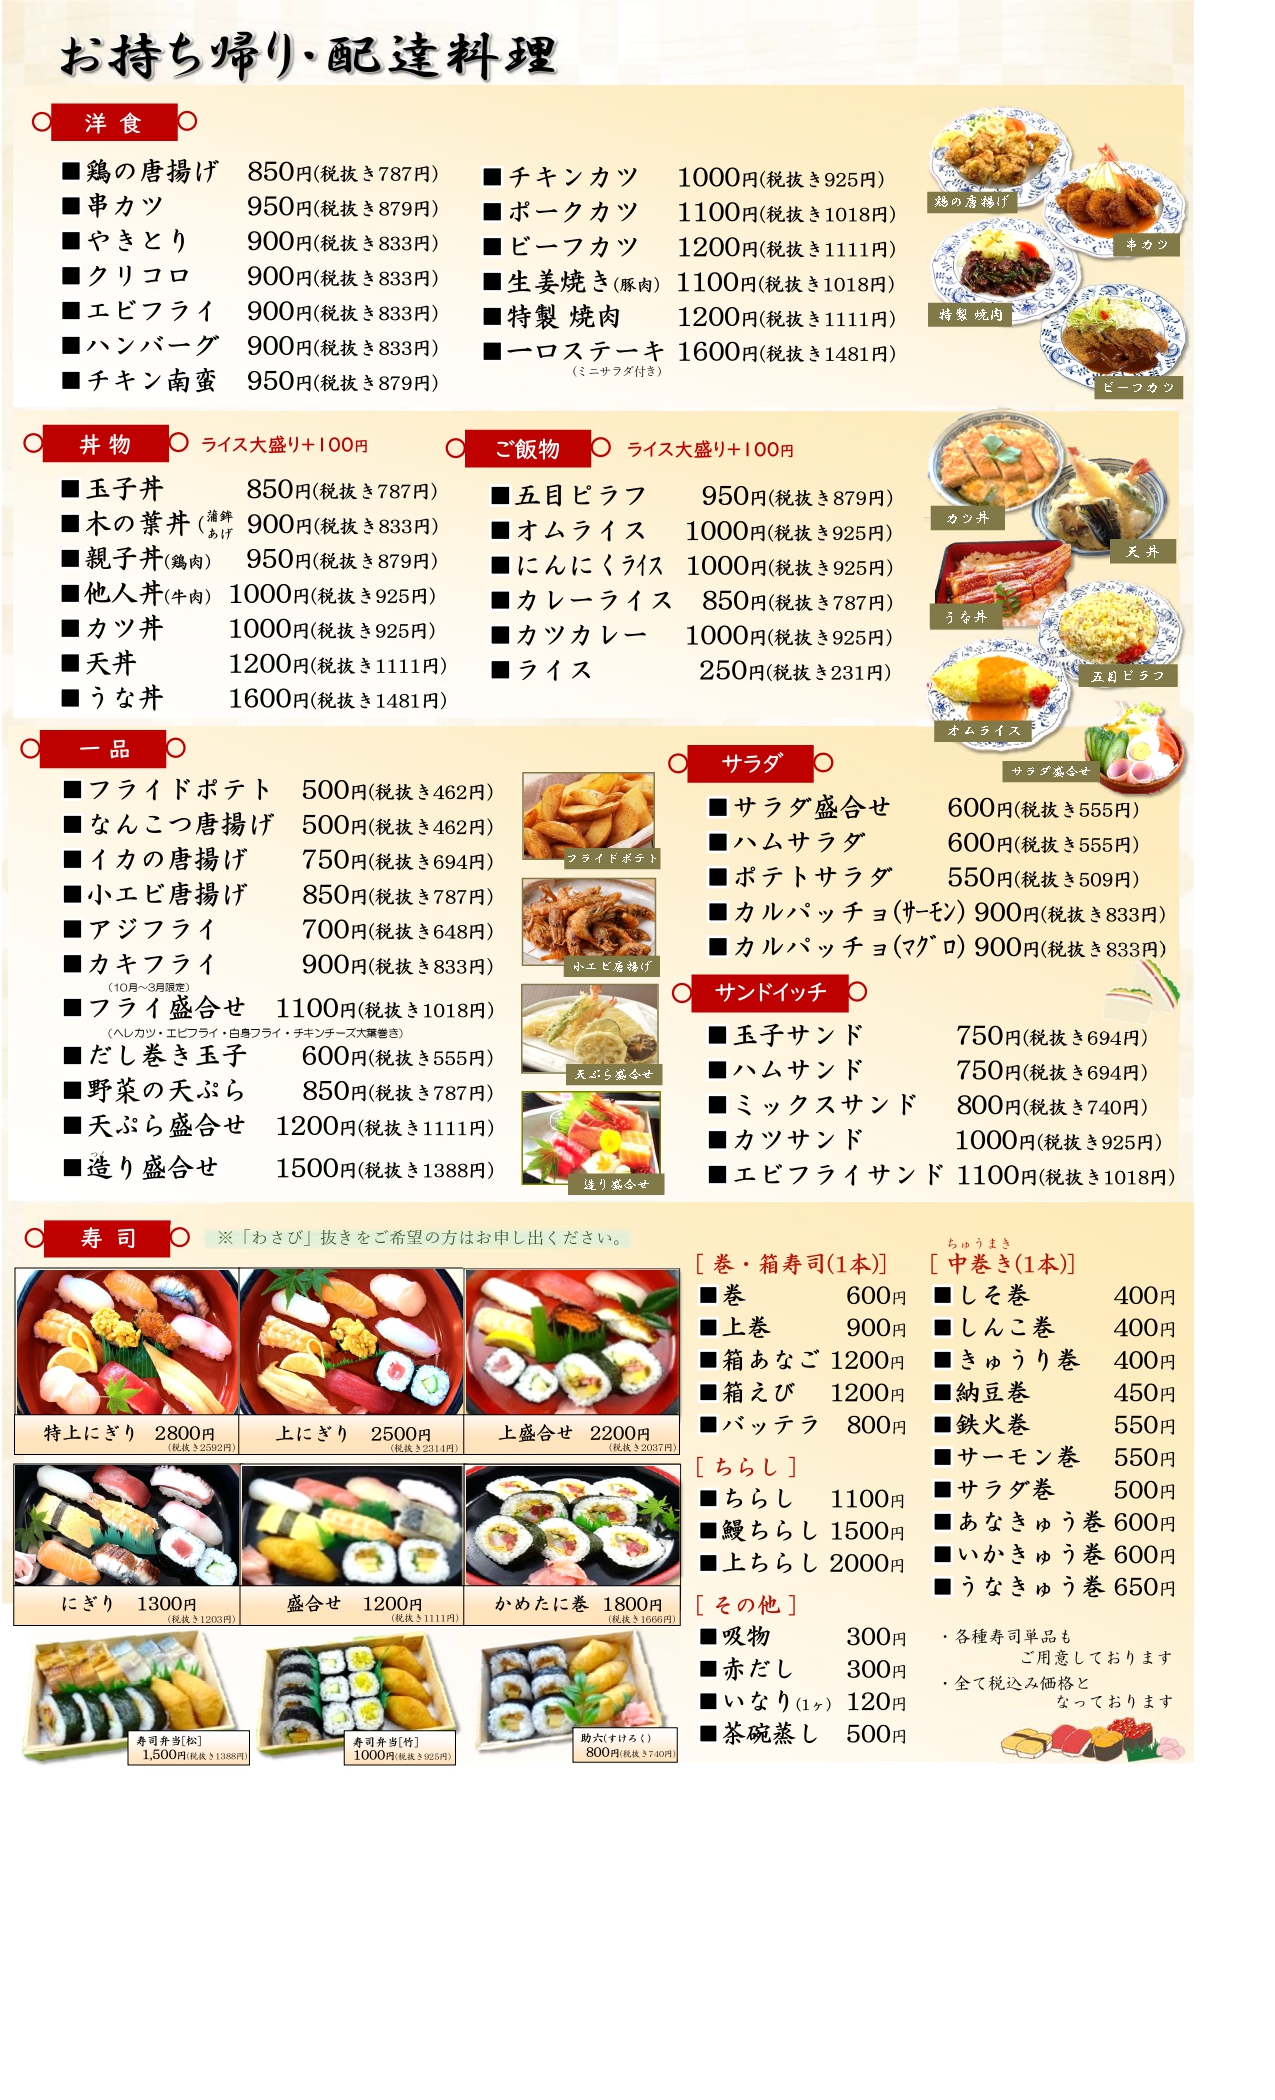 お持ち帰り・配達料理
洋食
■鶏の唐揚げ 850円(税抜き787円)
■串カツ 950円(税抜き879円)
■やきとり 900円(税抜き833円)
■クリコロ 900円(税抜き833円)
■エビフライ 900円(税抜き833円)
■ハンバーグ 900円(税抜き833円)
■チキン南蛮 950円(税抜き879円)
■チキンカツ 1000円(税抜き925円)
■ポークカツ 1100円(税抜き1018円)
■ビーフカツ 1200円(税抜き1111円)
■生姜焼き(豚肉) 1100円(税抜き1018円)
■特製 焼肉 1200円(税抜き1111円)
■一口ステーキ 1600円(税抜き1481円)
(ミニサラダ付き)
鶏の唐揚げ
串カツ
特製 焼肉
ビーフカツ
丼物 ライス大盛り+100円
■玉子丼 850円(税抜き787円)
■木の葉丼(蒲鉾あげ 900円(税抜き833円)
■親子丼(鶏肉) 950円(税抜き879円)
■他人丼(牛肉) 1000円(税抜き925円)
■カツ丼 1000円(税抜き925円)
■天丼 1200円(税抜き1111円)
■うな丼 1600円(税抜き1481円)
ご飯物 ライス大盛り+100円
■五目ピラフ 950円(税抜き879円)
■オムライス 1000円(税抜き925円)
■にんにくﾗｲｽ 1000円(税抜き925円)
■カレーライス 850円(税抜き787円)
■カツカレー 1000円(税抜き925円)
■ライス 250円(税抜き231円)
カツ丼
天丼
うな丼
五目ピラフ
オムライス
サラダ盛合せ
一品
■フライドポテト 500円(税抜き462円)
■なんこつ唐揚げ 500円(税抜き462円)
■イカの唐揚げ 750円(税抜き694円)
■小エビ唐揚げ 850円(税抜き787円)
■アジフライ 700円(税抜き648円)
■カキフライ 900円(税抜き833円)
(10月〜3月限定)
■フライ盛合せ 1100円(税抜き1018円)
(ヘレカツ・エビフライ・白身フライ・チキンチーズ大葉巻き)
■だし巻き玉子 600円(税抜き555円)
■野菜の天ぷら 850円(税抜き787円)
■天ぷら盛合せ 1200円(税抜き1111円)
つく
■造り盛合せ 1500円(税抜き1388円)
フライドポテト
小エビ唐揚げ
天ぷら盛合せ
造り盛合せ
サラダ
■サラダ盛合せ 600円(税抜き555円)
■ハムサラダ 600円(税抜き555円)
■ポテトサラダ 550円(税抜き509円)
■カルパッチョ(ｻｰﾓﾝ) 900円(税抜き833円)
■カルパッチョ(ﾏｸﾞﾛ) 900円(税抜き833円)
サンドイッチ
■玉子サンド 750円(税抜き694円)
■ハムサンド 750円(税抜き694円)
■ミックスサンド 800円(税抜き740円)
■カツサンド 1000円(税抜き925円)
■エビフライサンド 1100円(税抜き1018円)
寿司 ※「わさび」抜きをご希望の方はお申し出ください。
特上にぎり 2800円
(税抜き2592円)
上にぎり 2500円
(税抜き2314円)
上盛合せ 2200円
(税抜き2037円)
にぎり 1300円
(税抜き1203円)
盛合せ 1200円
(税抜き1111円)
かめたに巻 1800円
(税抜き1666円)
寿司弁当[松]
1,500円(税抜き1388円)
寿司弁当[竹]
1000円(税抜き925円)
助六(すけろく)
800円(税抜き740円)
[ 巻・箱寿司(1本)]
■巻 600円
■上巻 900円
■箱あなご 1200円
■箱えび 1200円
■バッテラ 800円
[ ちらし ]
■ちらし 1100円
■鰻ちらし 1500円
■上ちらし 2000円
[ その他 ]
■吸物 300円
■赤だし 300円
■いなり(1ヶ) 120円
■茶碗蒸し 500円
ちゅうまき
[ 中巻き(1本)]
■しそ巻 400円
■しんこ巻 400円
■きゅうり巻 400円
■納豆巻 450円
■鉄火巻 550円
■サーモン巻 550円
■サラダ巻 500円
■あなきゅう巻 600円
■いかきゅう巻 600円
■うなきゅう巻 650円
・各種寿司単品も
ご用意しております
・全て税込み価格と
なっております